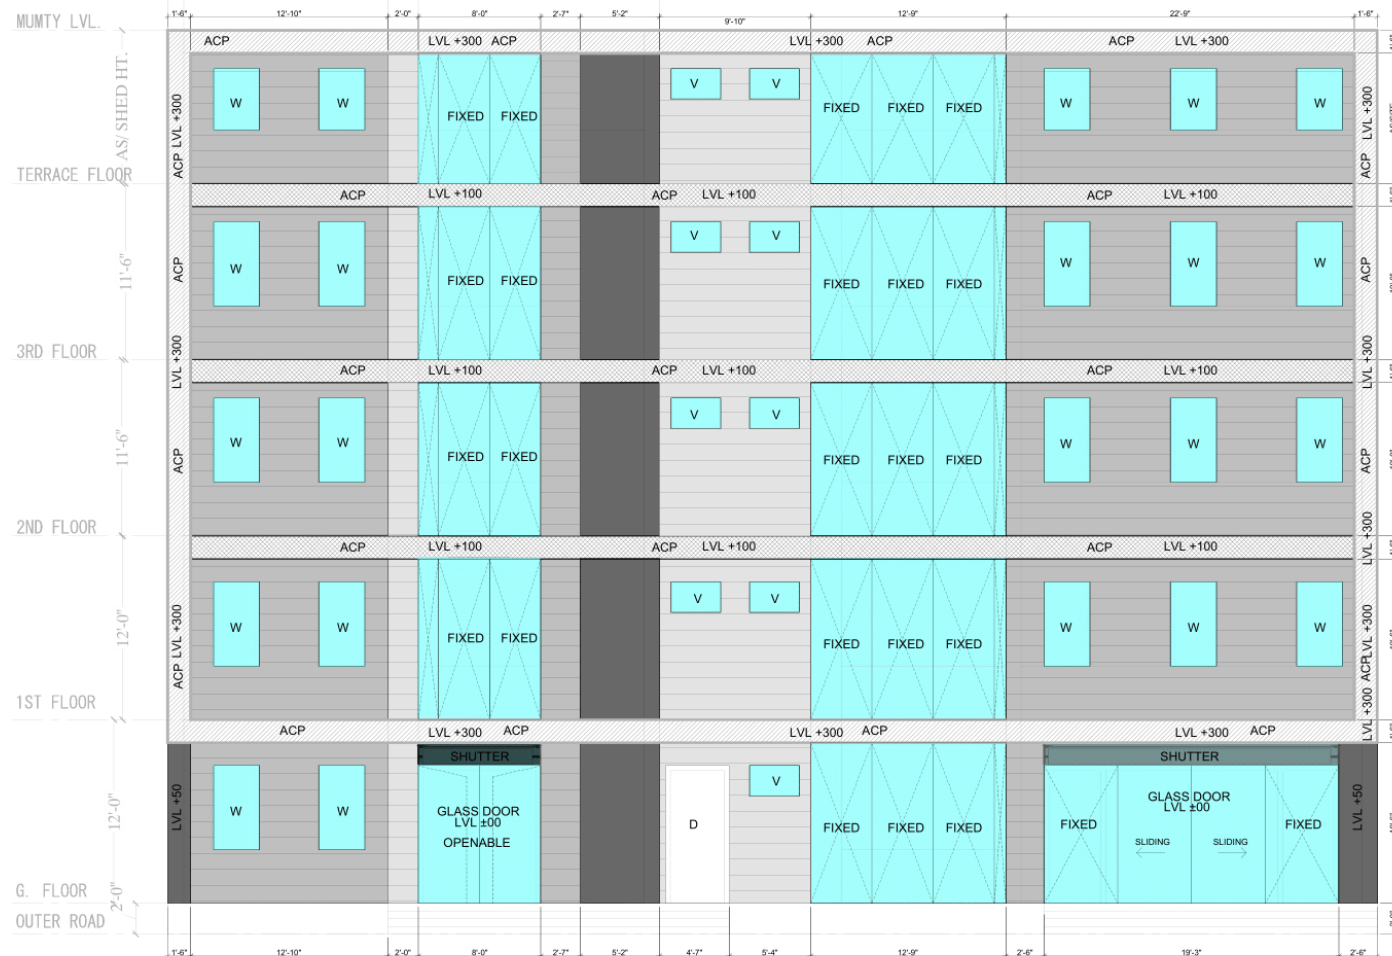 1'-6" 12'-10" 2'-0" 8'-0" 2'-7" 5'-2" 9'-10" 12'-9" 22'-9" 1'-6"
MUMTY LVL.
ACP LVL +300 ACP LVL +300 ACP ACP LVL +300
AS/ SHED HT.
ACP LVL +300
W W FIXED FIXED V V FIXED FIXED FIXED W W W
ACP LVL +300
TERRACE FLOOR
ACP LVL +100 ACP LVL +100 ACP LVL +100
11'-6"
ACP
W W FIXED FIXED V V FIXED FIXED FIXED W W W
ACP
3RD FLOOR
LVL +300
ACP LVL +100 ACP LVL +100 ACP LVL +100
LVL +300
11'-6"
ACP
W W FIXED FIXED V V FIXED FIXED FIXED W W W
ACP
2ND FLOOR
ACP LVL +100 ACP LVL +100 ACP LVL +100
LVL +300
12'-0"
ACP LVL +300
W W FIXED FIXED V V FIXED FIXED FIXED W W W
ACP LVL +300
1ST FLOOR
LVL +300
ACP LVL +300 ACP LVL +300 ACP LVL +300 ACP
SHUTTER SHUTTER
12'-0"
LVL +50
W W GLASS DOOR
LVL ±00
OPENABLE
D V FIXED FIXED FIXED
GLASS DOOR
LVL ±00
FIXED SLIDING SLIDING FIXED
LVL +50
G. FLOOR
2'-0"
OUTER ROAD
1'-6" 12'-10" 2'-0" 8'-0" 2'-7" 5'-2" 4'-7" 5'-4" 12'-9" 2'-6" 19'-3" 2'-6"